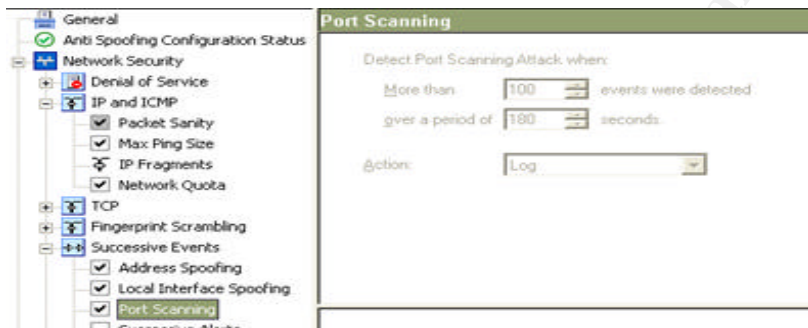 General
Anti Spoofing Configuration Status
Network Security
Denial of Service
IP and ICMP
Packet Sanity
Max Ping Size
IP Fragments
Network Quota
TCP
Fingerprint Scrambling
Successive Events
Address Spoofing
Local Interface Spoofing
Port Scanning
Port Scanning
Detect Port Scanning Attack when:
More than 100 events were detected
over a period of 180 seconds.
Action: Log